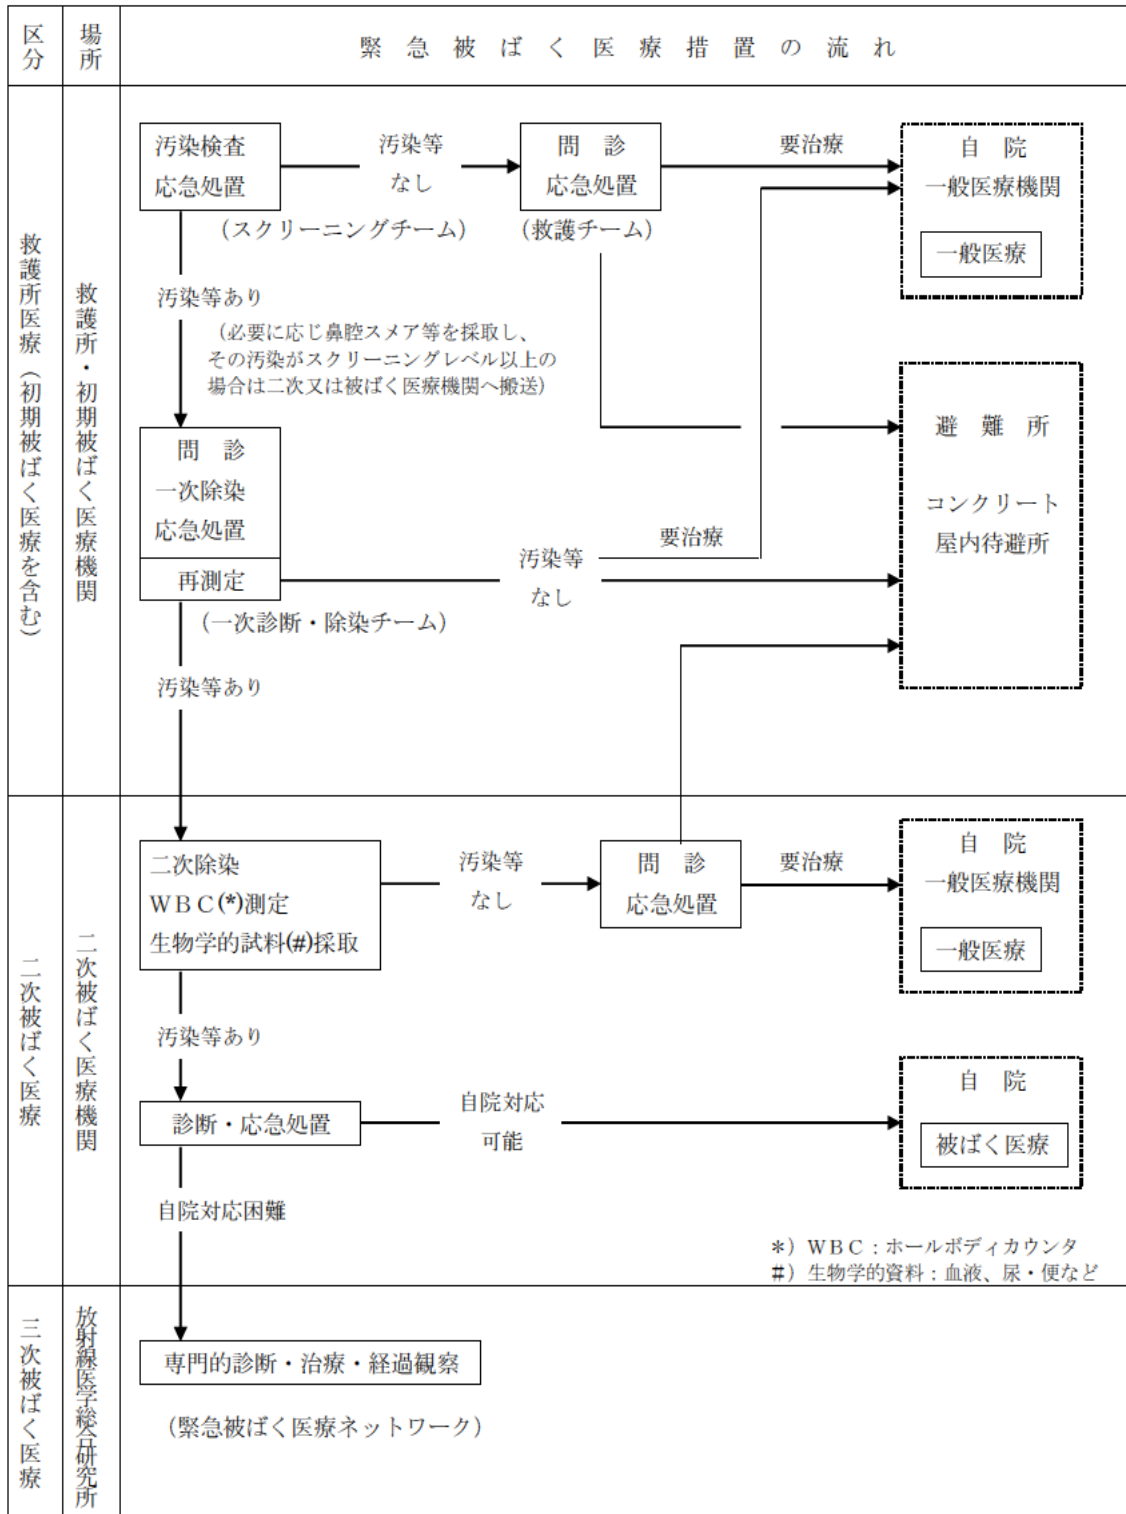 区分
場所
緊急被ばく医療措置の流れ
救護所医療（初期被ばく医療を含む）
救護所・初期被ばく医療機関
汚染検査
応急処置
汚染等
なし
（スクリーニングチーム）
問　診
応急処置
（救護チーム）
要治療
自　院
一般医療機関
一般医療
汚染等あり
（必要に応じ鼻腔スメア等を採取し、
その汚染がスクリーニングレベル以上の
場合は二次又は被ばく医療機関へ搬送）
問　診
一次除染
応急処置
再測定
（一次診断・除染チーム）
汚染等
なし
要治療
避　難　所
コンクリート
屋内待避所
汚染等あり
二次被ばく医療
二次被ばく医療機関
二次除染
ＷＢＣ(*)測定
生物学的試料(#)採取
汚染等
なし
問　診
応急処置
要治療
自　院
一般医療機関
一般医療
汚染等あり
診断・応急処置
自院対応
可能
自　院
被ばく医療
自院対応困難
＊）ＷＢＣ：ホールボディカウンタ
＃）生物学的資料：血液、尿・便など
三次被ばく医療
放射線医学総合研究所
専門的診断・治療・経過観察
（緊急被ばく医療ネットワーク）